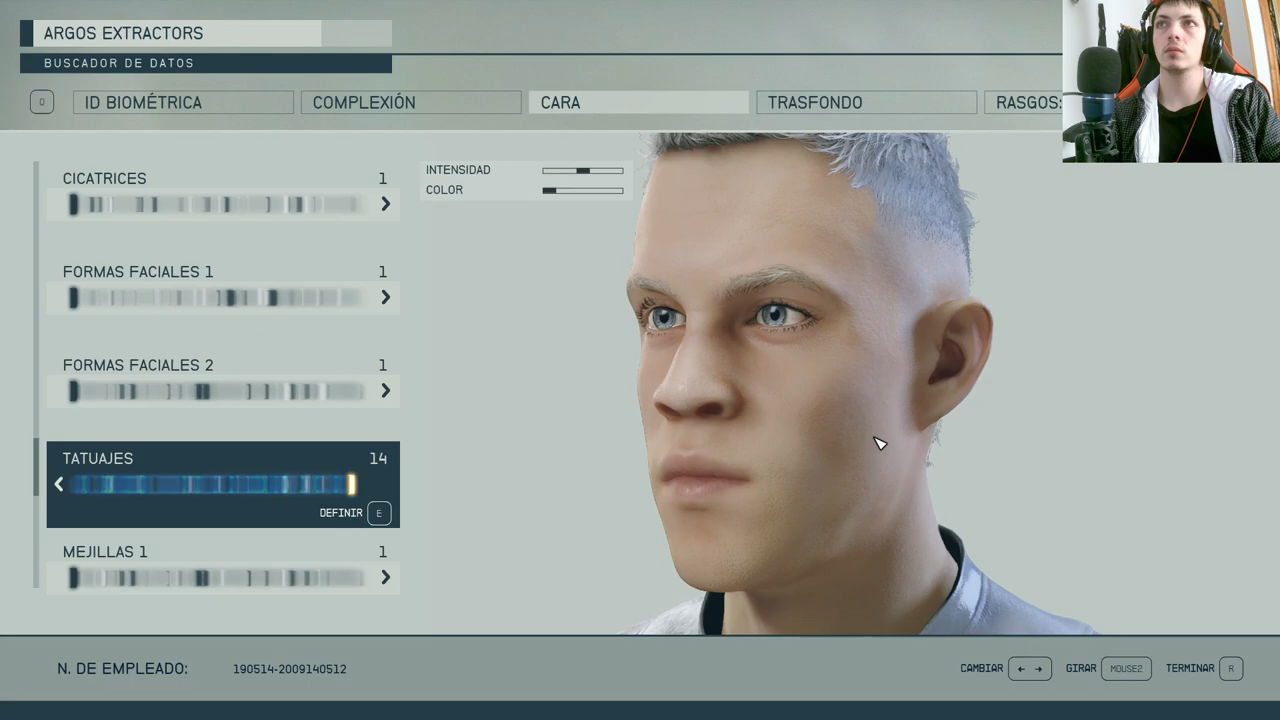 ARGOS EXTRACTORS
BUSCADOR DE DATOS
Q ID BIOMÉTRICA COMPLEXIÓN CARA TRASFONDO RASGOS:
CICATRICES 1
INTENSIDAD
COLOR
FORMAS FACIALES 1 1
FORMAS FACIALES 2 1
TATUAJES 14
DEFINIR E
MEJILLAS 1 1
N. DE EMPLEADO: 190514-2009140512
CAMBIAR GIRAR MOUSE2 TERMINAR R